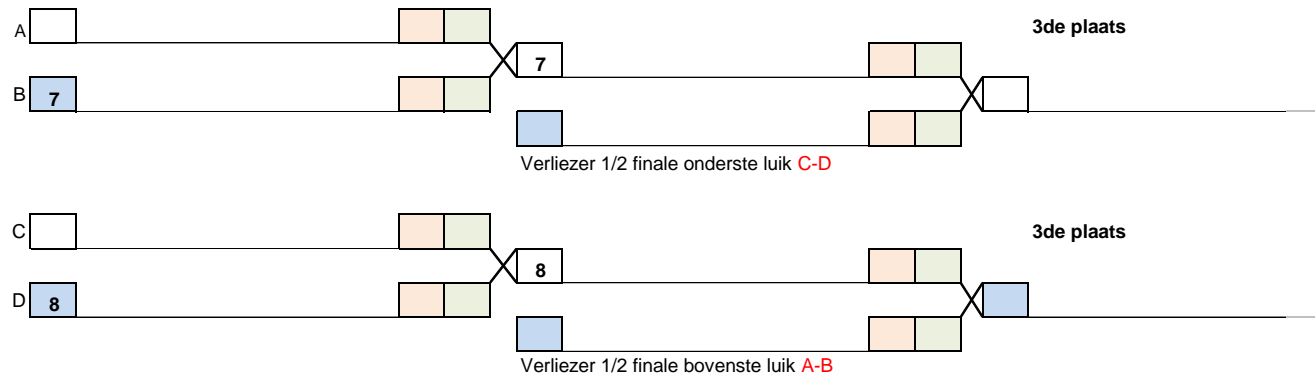 A 3de plaats
7
B 7
Verliezer 1/2 finale onderste luik C-D
C 3de plaats
8
D 8
Verliezer 1/2 finale bovenste luik A-B